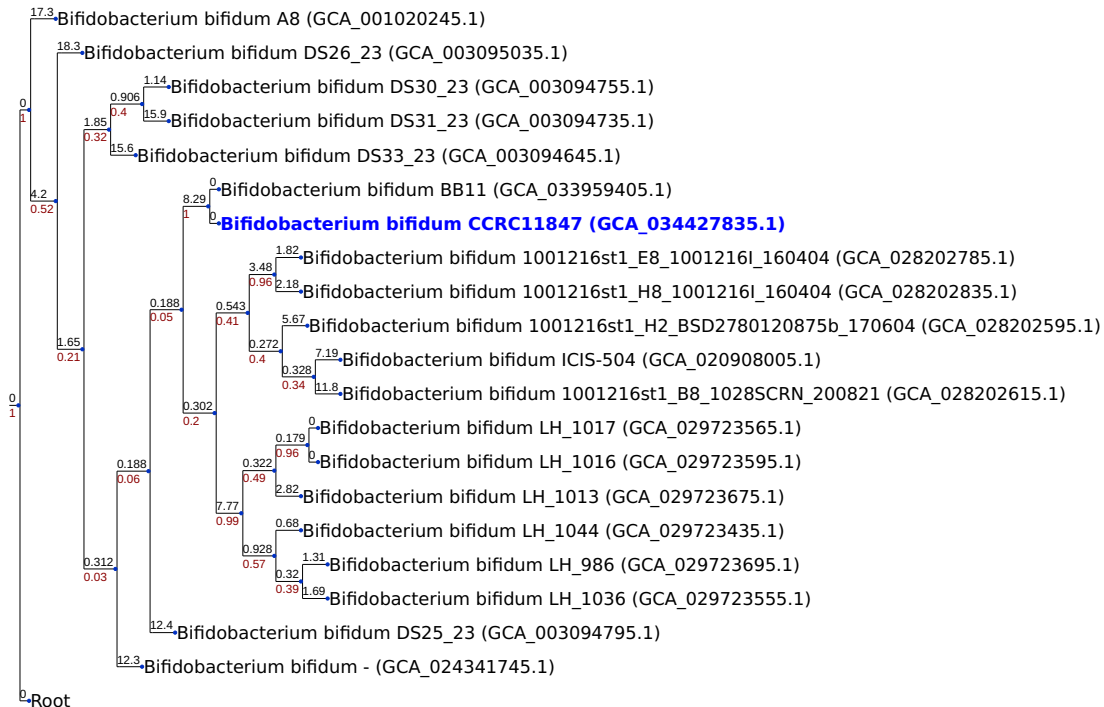 17.3 Bifidobacterium bifidum A8 (GCA_001020245.1)
18.3 Bifidobacterium bifidum DS26_23 (GCA_003095035.1)
1.14 Bifidobacterium bifidum DS30_23 (GCA_003094755.1)
0.906
0 0.4
1 15.9 Bifidobacterium bifidum DS31_23 (GCA_003094735.1)
1.85
0.32
15.6 Bifidobacterium bifidum DS33_23 (GCA_003094645.1)
0 Bifidobacterium bifidum BB11 (GCA_033959405.1)
4.2 8.29
0.52 1
0 Bifidobacterium bifidum CCRC11847 (GCA_034427835.1)
1.82 Bifidobacterium bifidum 1001216st1_E8_1001216I_160404 (GCA_028202785.1)
3.48
0.96
2.18 Bifidobacterium bifidum 1001216st1_H8_1001216I_160404 (GCA_028202835.1)
0.188 0.543
0.05 0.41
5.67 Bifidobacterium bifidum 1001216st1_H2_BSD2780120875b_170604 (GCA_028202595.1)
1.65 0.272
0.21 0.4
7.19 Bifidobacterium bifidum ICIS-504 (GCA_020908005.1)
0.328
0.34
11.8 Bifidobacterium bifidum 1001216st1_B8_1028SCRN_200821 (GCA_028202615.1)
0 0.302
1 0.2
0 Bifidobacterium bifidum LH_1017 (GCA_029723565.1)
0.179
0.96
0 Bifidobacterium bifidum LH_1016 (GCA_029723595.1)
0.188 0.322
0.06 0.49
2.82 Bifidobacterium bifidum LH_1013 (GCA_029723675.1)
7.77
0.99
0.68 Bifidobacterium bifidum LH_1044 (GCA_029723435.1)
0.928
0.57
1.31 Bifidobacterium bifidum LH_986 (GCA_029723695.1)
0.312 0.32
0.03 0.39
1.69 Bifidobacterium bifidum LH_1036 (GCA_029723555.1)
12.4 Bifidobacterium bifidum DS25_23 (GCA_003094795.1)
12.3 Bifidobacterium bifidum - (GCA_024341745.1)
0 Root